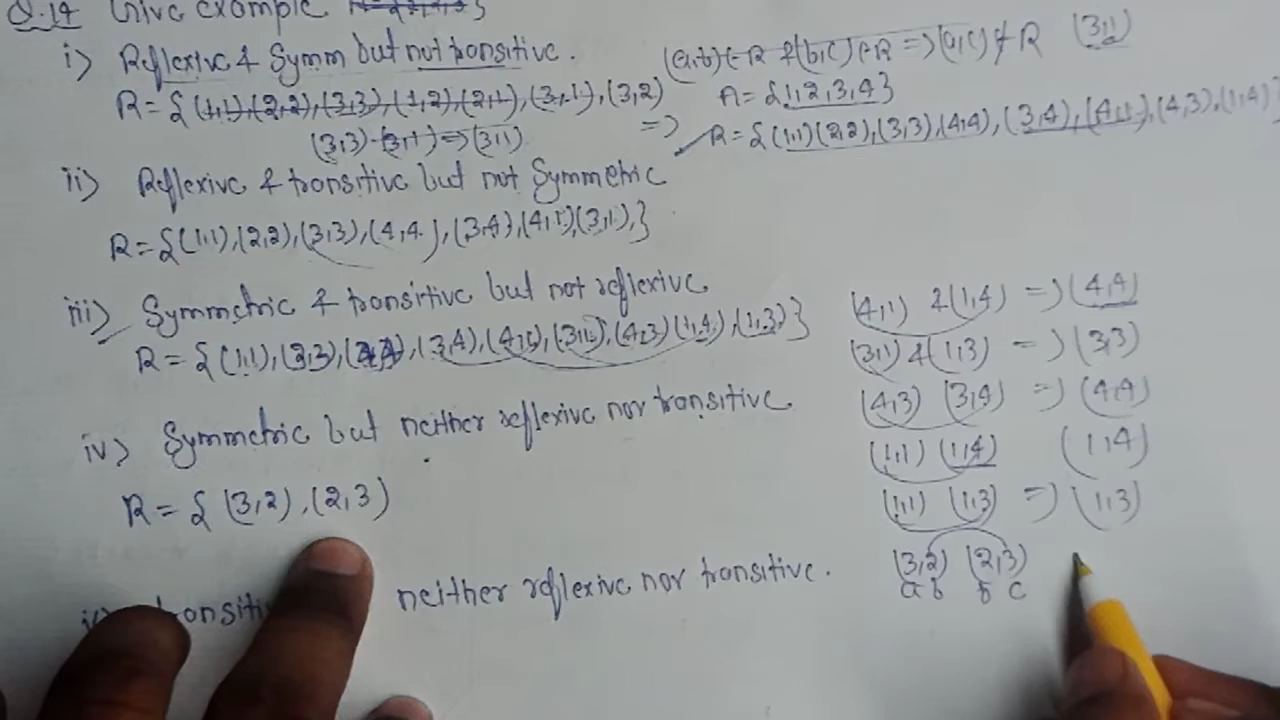 Q.14 Give example
i) Reflexive & Symm but not transitive.
(a,b)∈R & (b,c)∈R => (a,c)∉R (3,1)
R={(1,1),(2,2),(3,3),(1,2),(2,1),(3,1),(3,2)
A={1,2,3,4}
(3,3)-(3,1)=>(3,1)
=> R={(1,1)(2,2),(3,3),(4,4),(3,4),(4,1),(4,3),(1,4)}
ii) Reflexive & transitive but not Symmetric
R={(1,1),(2,2),(3,3),(4,4),(3,4),(4,1),(3,1),}
iii) Symmetric & transitive but not reflexive
R={(1,1),(3,3),(4,4),(3,4),(4,1),(3,1),(4,3)(1,4),(1,3)}
(4,1) & (1,4) => (4,4)
(3,1) & (1,3) => (3,3)
(4,3) (3,4) => (4,4)
iv) Symmetric but neither reflexive nor transitive
(1,1) (1,4) (1,4)
R={(3,2),(2,3)
(1,1) (1,3) => (1,3)
(3,2) (2,3)
a b b c
neither reflexive nor transitive.